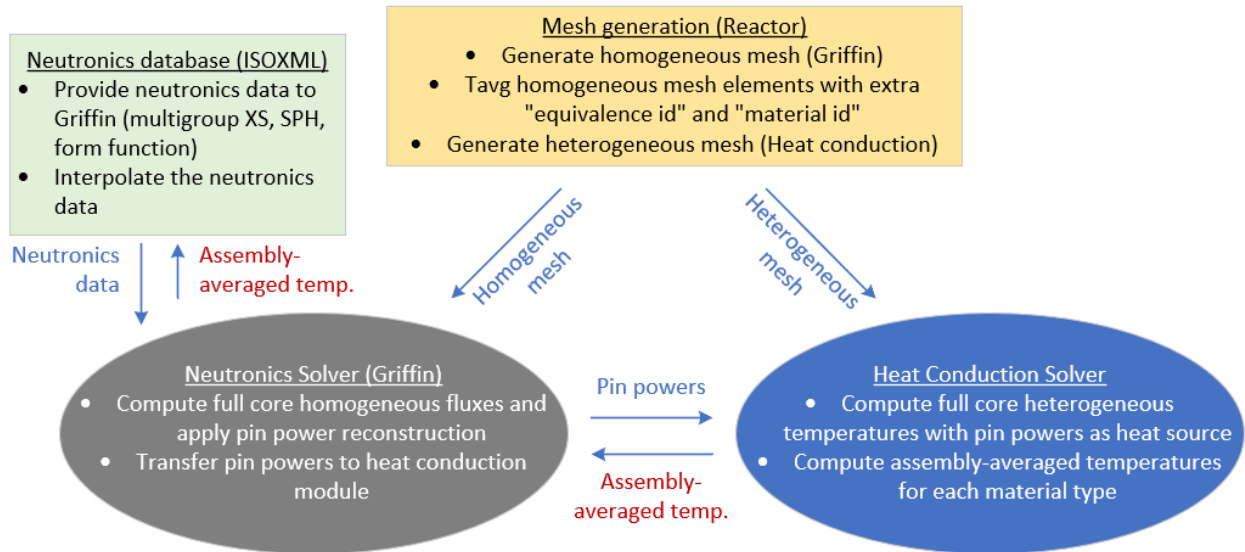 Neutronics database (ISOXML)
• Provide neutronics data to
Griffin (multigroup XS, SPH,
form function)
• Interpolate the neutronics
data
Mesh generation (Reactor)
• Generate homogeneous mesh (Griffin)
• Tavg homogeneous mesh elements with extra
"equivalence id" and "material id"
• Generate heterogeneous mesh (Heat conduction)
Neutronics
data
Assembly-
averaged temp.
Homogeneous
mesh
Heterogeneous
mesh
Neutronics Solver (Griffin)
• Compute full core homogeneous fluxes and
apply pin power reconstruction
• Transfer pin powers to heat conduction
module
Pin powers
Assembly-
averaged temp.
Heat Conduction Solver
• Compute full core heterogeneous
temperatures with pin powers as heat source
• Compute assembly-averaged temperatures
for each material type